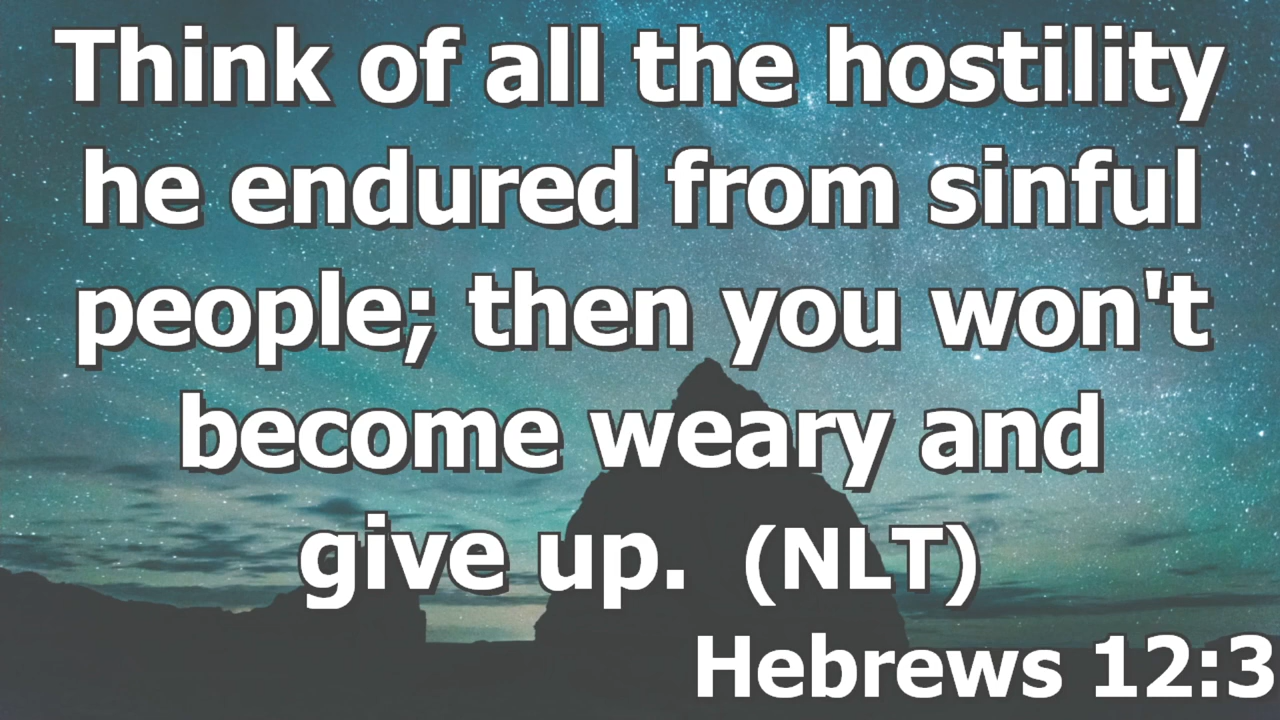 Think of all the hostility
he endured from sinful
people; then you won't
become weary and
give up.  (NLT)
Hebrews 12:3